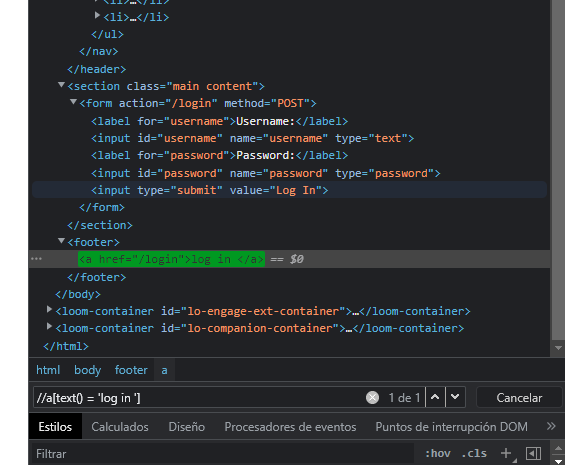 <li>…</li>
<li>…</li>
</ul>
</nav>
</header>
<section class="main content">
<form action="/login" method="POST">
<label for="username">Username:</label>
<input id="username" name="username" type="text">
<label for="password">Password:</label>
<input id="password" name="password" type="password">
<input type="submit" value="Log In">
</form>
</section>
<footer>
… <a href="/login">log in </a> == $0
</footer>
</body>
<loom-container id="lo-engage-ext-container">…</loom-container>
<loom-container id="lo-companion-container">…</loom-container>
</html>
html body footer a
//a[text() = 'log in '] 1 de 1 Cancelar
Estilos Calculados Diseño Procesadores de eventos Puntos de interrupción DOM »
Filtrar :hov .cls +